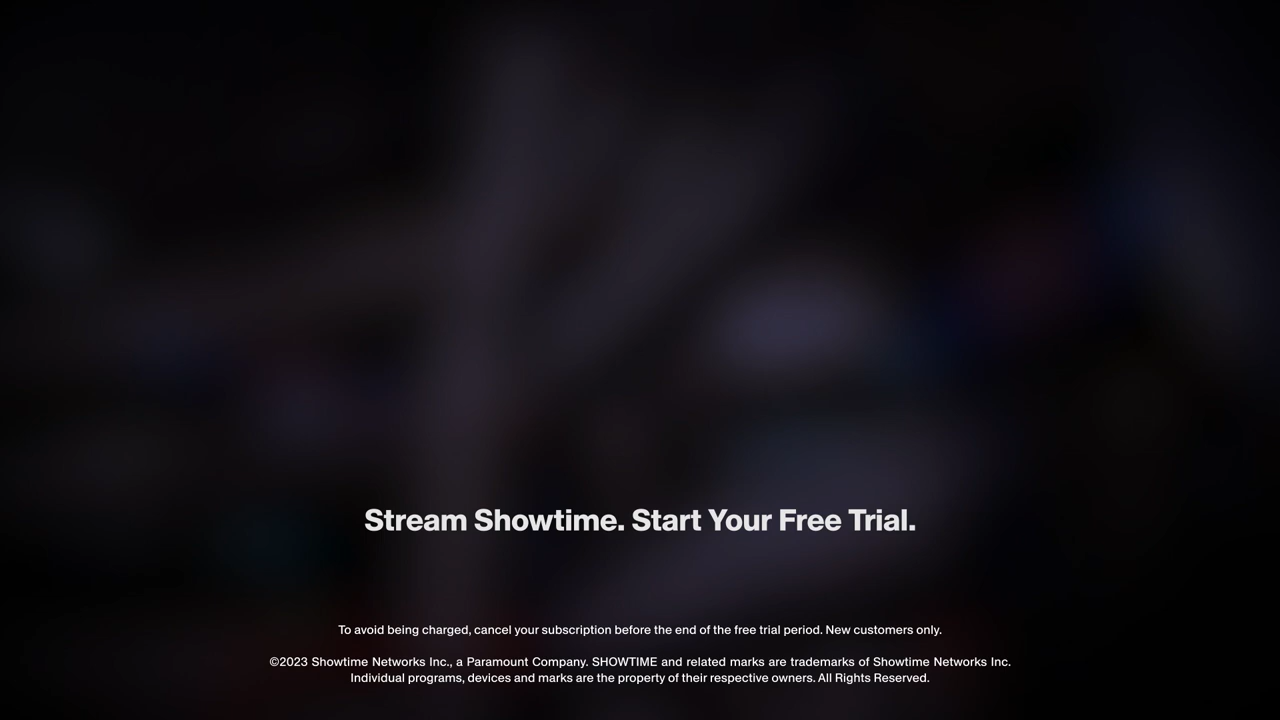 Stream Showtime. Start Your Free Trial.
To avoid being charged, cancel your subscription before the end of the free trial period. New customers only.
©2023 Showtime Networks Inc., a Paramount Company. SHOWTIME and related marks are trademarks of Showtime Networks Inc.
Individual programs, devices and marks are the property of their respective owners. All Rights Reserved.